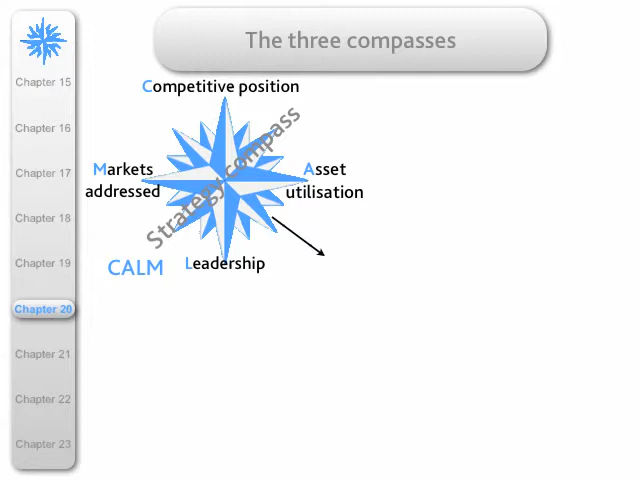 The three compasses
Chapter 15
Chapter 16
Chapter 17
Chapter 18
Chapter 19
Chapter 20
Chapter 21
Chapter 22
Chapter 23
Competitive position
Markets
addressed
Asset
utilisation
Strategy compass
CALM
Leadership